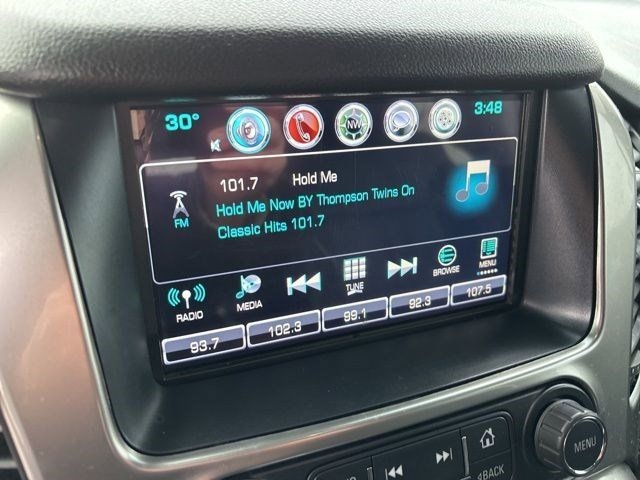 30° NW 3:48
101.7 Hold Me
FM
Hold Me Now BY Thompson Twins On
Classic Hits 101.7
RADIO MEDIA TUNE BROWSE MENU
93.7 102.3 99.1 92.3 107.5
MENU
BACK